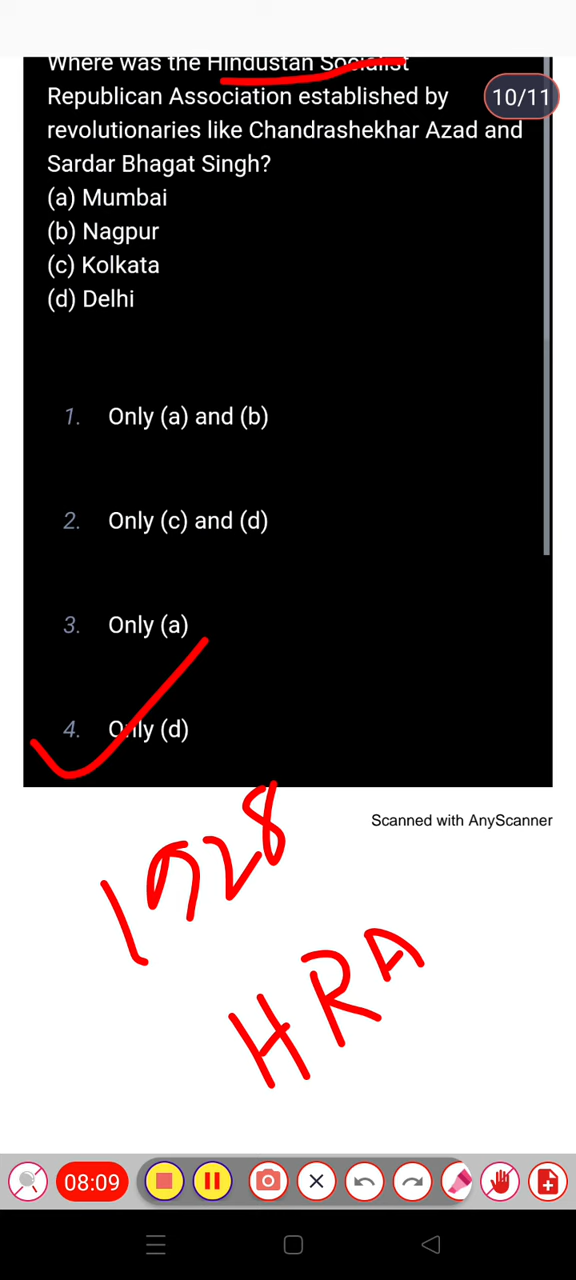 Where was the Hindustan Socialist
Republican Association established by
10/11
revolutionaries like Chandrashekhar Azad and
Sardar Bhagat Singh?
(a) Mumbai
(b) Nagpur
(c) Kolkata
(d) Delhi
1. Only (a) and (b)
2. Only (c) and (d)
3. Only (a)
4. Only (d)
Scanned with AnyScanner
1928
HRA
08:09